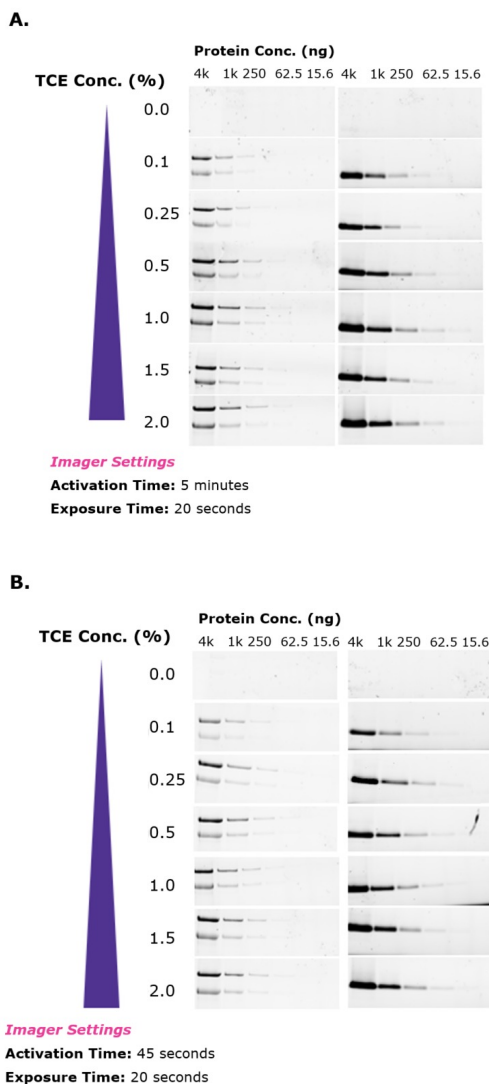 A.
Protein Conc. (ng)
TCE Conc. (%) 4k 1k 250 62.5 15.6 4k 1k 250 62.5 15.6
0.0
0.1
0.25
0.5
1.0
1.5
2.0
Imager Settings
Activation Time: 5 minutes
Exposure Time: 20 seconds
B.
Protein Conc. (ng)
TCE Conc. (%) 4k 1k 250 62.5 15.6 4k 1k 250 62.5 15.6
0.0
0.1
0.25
0.5
1.0
1.5
2.0
Imager Settings
Activation Time: 45 seconds
Exposure Time: 20 seconds